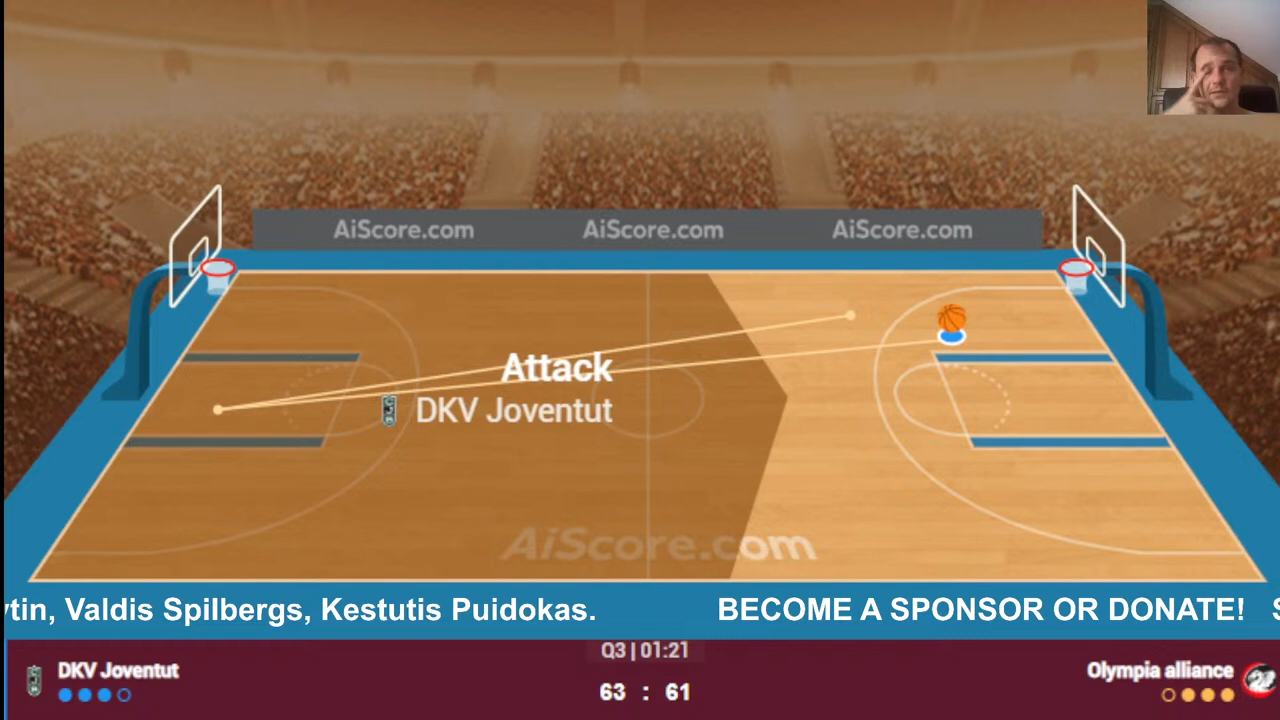 AiScore.com AiScore.com AiScore.com
Attack
DKV Joventut
AiScore.com
tin, Valdis Spilbergs, Kestutis Puidokas. BECOME A SPONSOR OR DONATE!
Q3 | 01:21
DKV Joventut
Olympia alliance
63 : 61